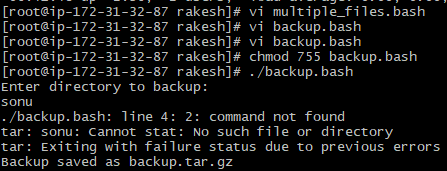 [root@ip-172-31-32-87 rakesh]# vi multiple_files.bash
[root@ip-172-31-32-87 rakesh]# vi backup.bash
[root@ip-172-31-32-87 rakesh]# vi backup.bash
[root@ip-172-31-32-87 rakesh]# chmod 755 backup.bash
[root@ip-172-31-32-87 rakesh]# ./backup.bash
Enter directory to backup:
sonu
./backup.bash: line 4: 2: command not found
tar: sonu: Cannot stat: No such file or directory
tar: Exiting with failure status due to previous errors
Backup saved as backup.tar.gz